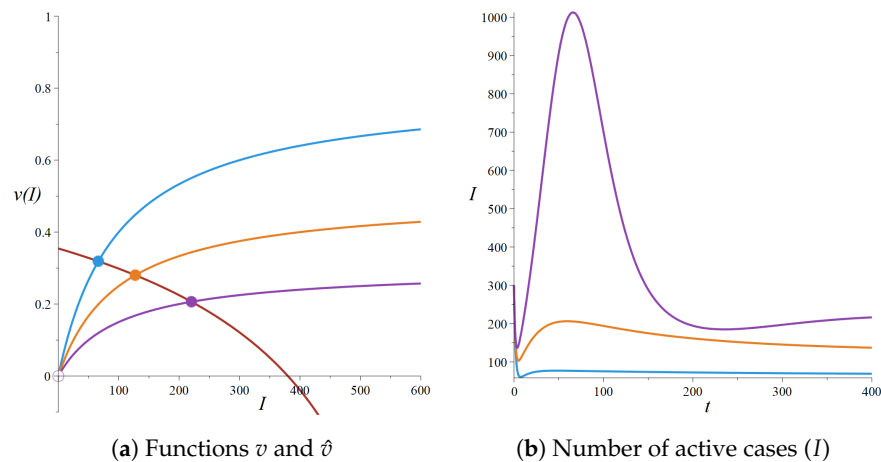 1
0.8
0.6
v(I)
0.4
0.2
0
100 200 300 400 500 600
I
1000
900
800
700
600
I
500
400
300
200
100
0 100 200 300 400
t
(a) Functions v and v̂
(b) Number of active cases (I)